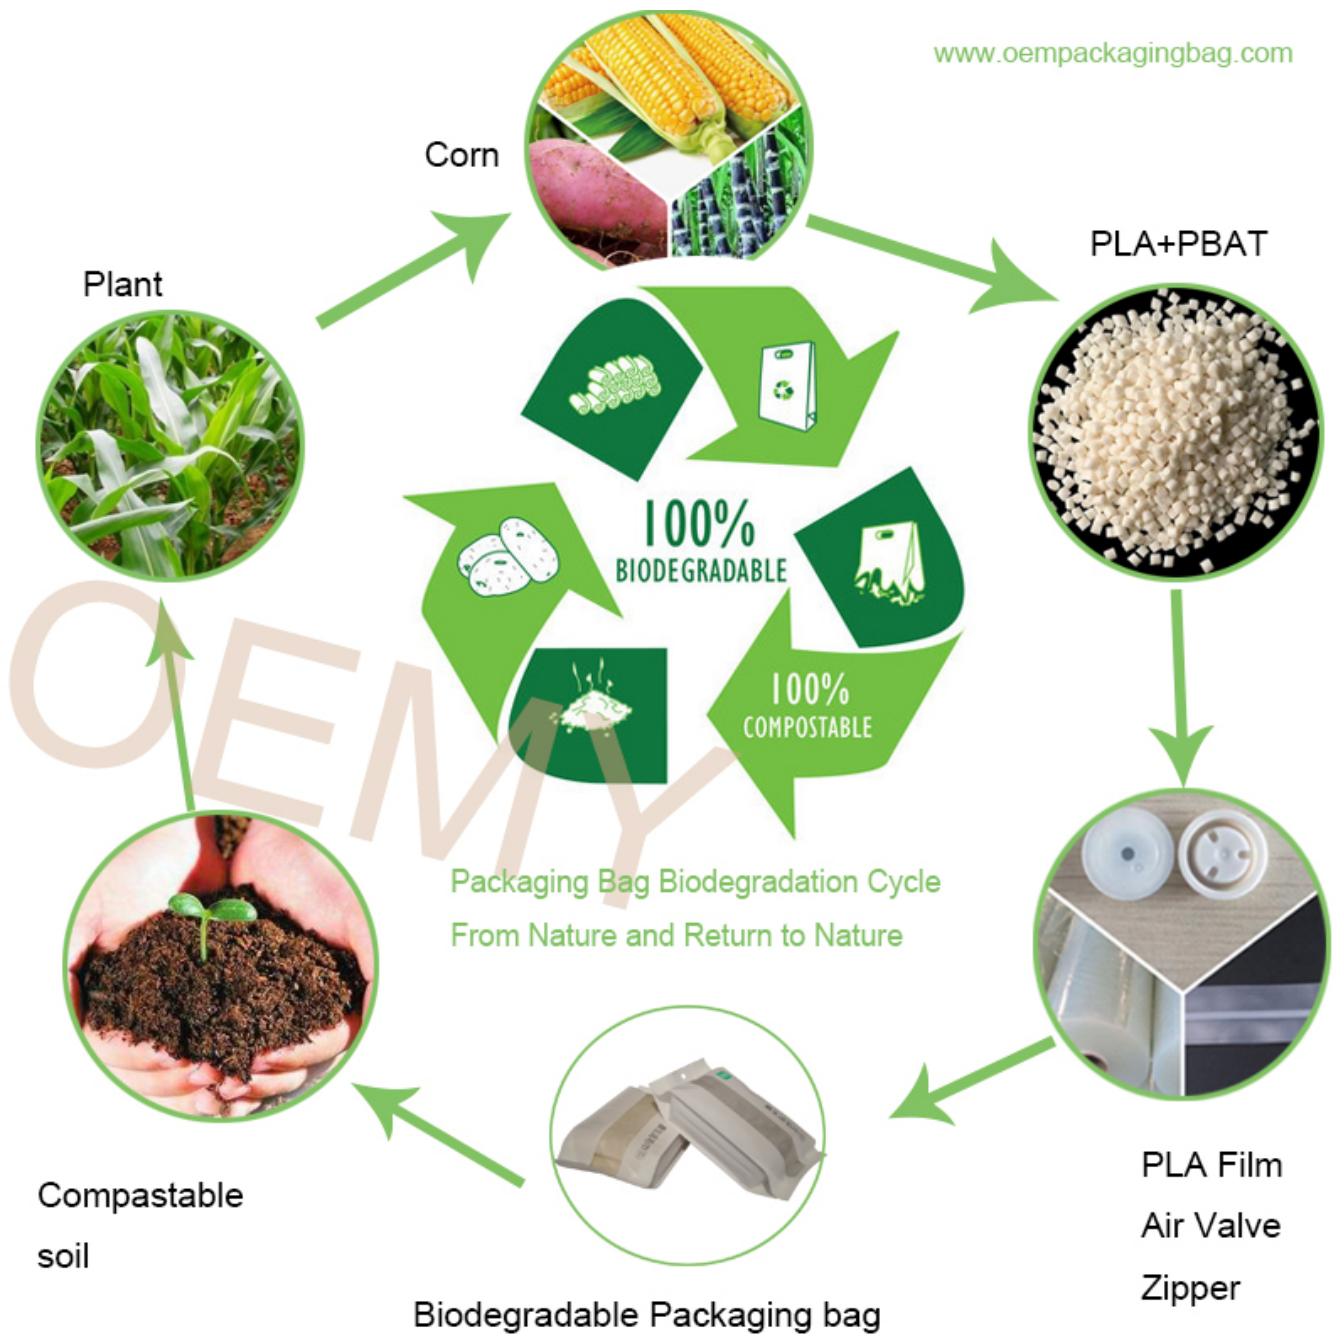 www.oempackagingbag.com
Corn
PLA+PBAT
Plant
100%
BIODEGRADABLE
100%
COMPOSTABLE
OEMY
Packaging Bag Biodegradation Cycle
From Nature and Return to Nature
PLA Film
Air Valve
Zipper
Compastable
soil
Biodegradable Packaging bag